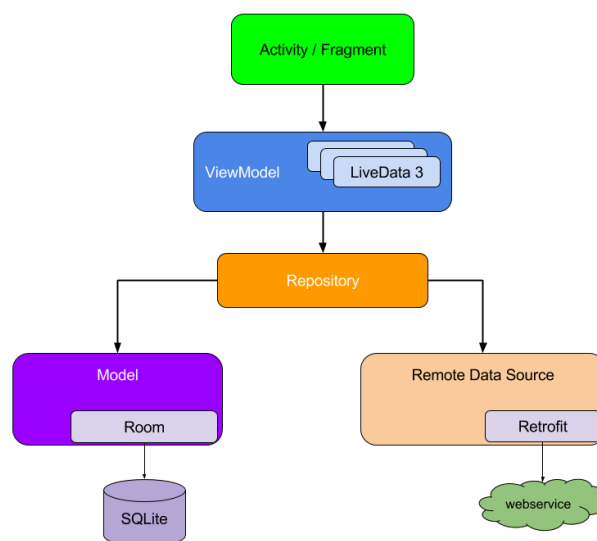 Activity / Fragment
ViewModel
LiveData 3
Repository
Model
Remote Data Source
Room
Retrofit
SQLite
webservice